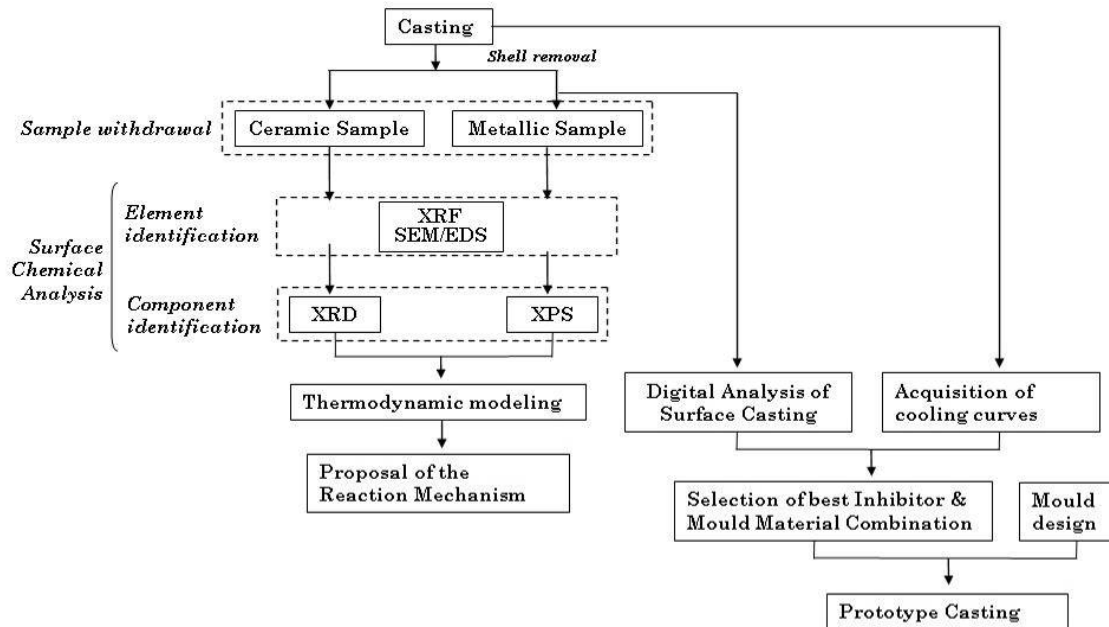 Casting
Shell removal
Sample withdrawal
Ceramic Sample
Metallic Sample
Element
identification
XRF
SEM/EDS
Surface
Chemical
Analysis
Component
identification
XRD
XPS
Thermodynamic modeling
Digital Analysis of
Surface Casting
Acquisition of
cooling curves
Proposal of the
Reaction Mechanism
Selection of best Inhibitor &
Mould Material Combination
Mould
design
Prototype Casting